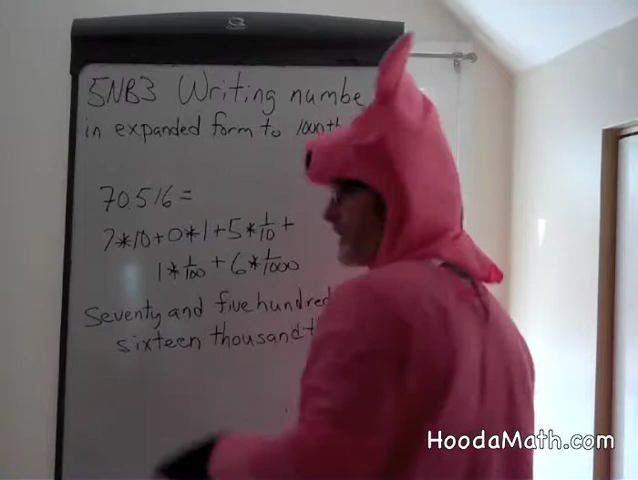 5NB3 Writing numbe
in expanded form to 1000th
70.516 =
7*10+0*1+5*1/10+
1*1/100+6*1/1000
Seventy and five hundred
sixteen thousandt
HoodaMath.com